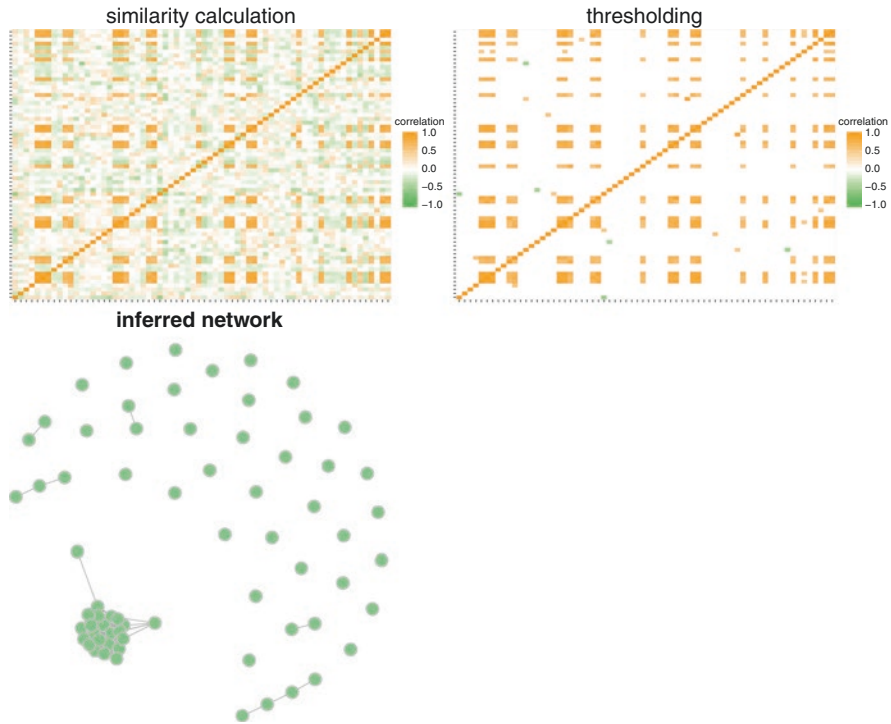 similarity calculation
thresholding
correlation
1.0
0.5
0.0
−0.5
−1.0
correlation
1.0
0.5
0.0
−0.5
−1.0
inferred network